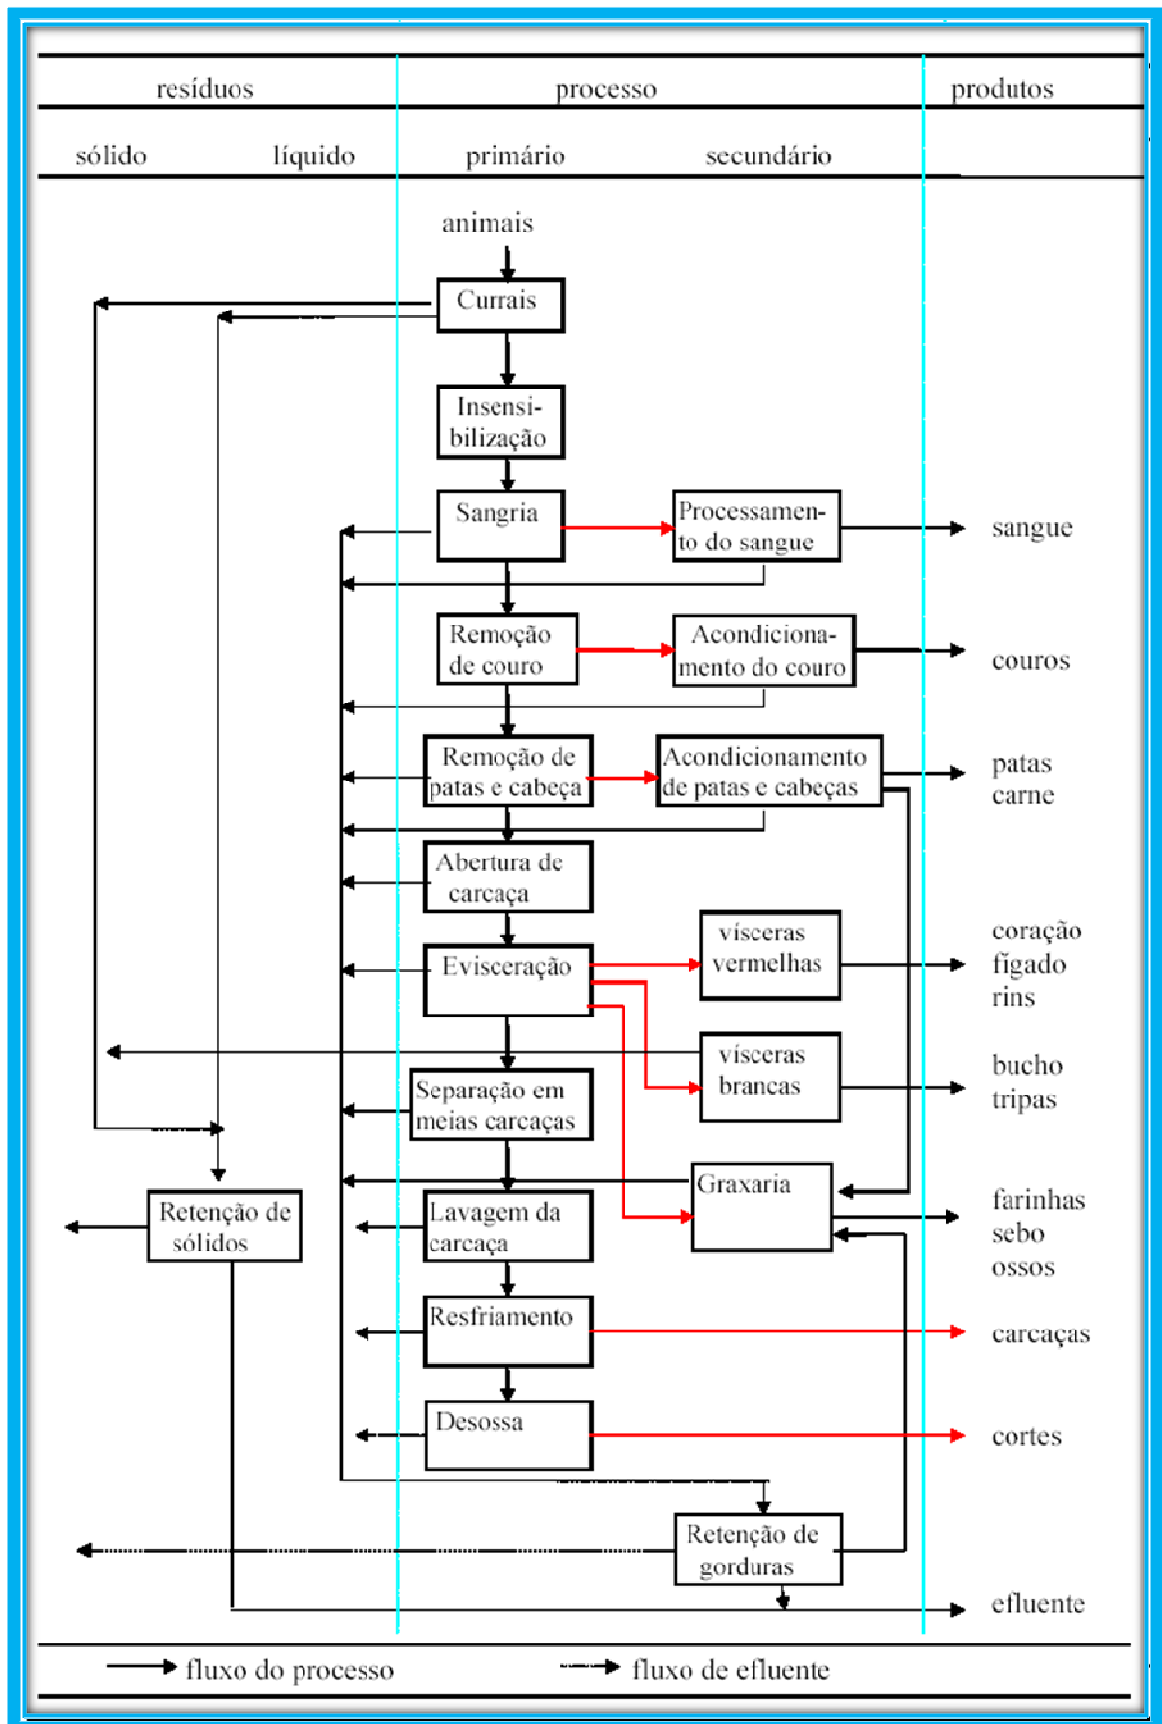 resíduos processo produtos
sólido líquido primário secundário
animais
Currais
Insensi-
bilização
Sangria
Processamen-
to do sangue
sangue
Remoção
de couro
Acondiciona-
mento do couro
couros
Remoção de
patas e cabeça
Acondicionamento
de patas e cabeças
patas
carne
Abertura de
carcaça
Evisceração
vísceras
vermelhas
coração
fígado
rins
vísceras
brancas
bucho
tripas
Separação em
meias carcaças
Graxaria
farinhas
sebo
ossos
Retenção de
sólidos
Lavagem da
carcaça
Resfriamento
carcaças
Desossa
cortes
Retenção de
gorduras
efluente
fluxo do processo
fluxo de efluente